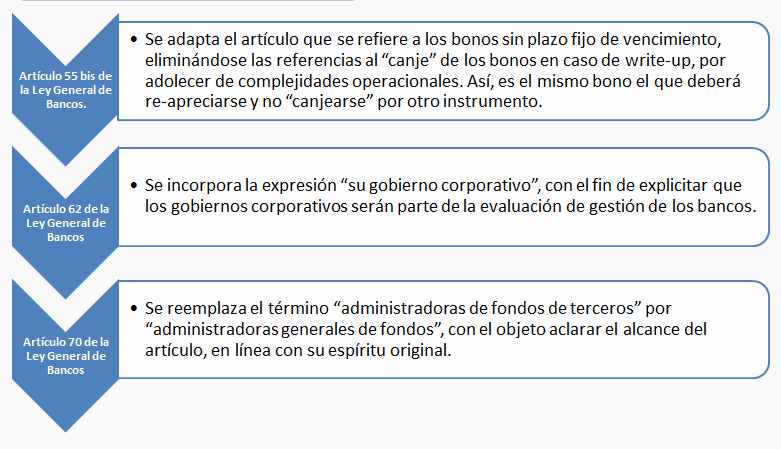 Artículo 55 bis de
la Ley General de
Bancos.
• Se adapta el artículo que se refiere a los bonos sin plazo fijo de vencimiento,
eliminándose las referencias al “canje” de los bonos en caso de write-up, por
adolecer de complejidades operacionales. Así, es el mismo bono el que deberá
re-apreciarse y no “canjearse” por otro instrumento.
Artículo 62 de la
Ley General de
Bancos
• Se incorpora la expresión “su gobierno corporativo”, con el fin de explicitar que
los gobiernos corporativos serán parte de la evaluación de gestión de los bancos.
Artículo 70 de la
Ley General de
Bancos
• Se reemplaza el término “administradoras de fondos de terceros” por
“administradoras generales de fondos”, con el objeto aclarar el alcance del
artículo, en línea con su espíritu original.